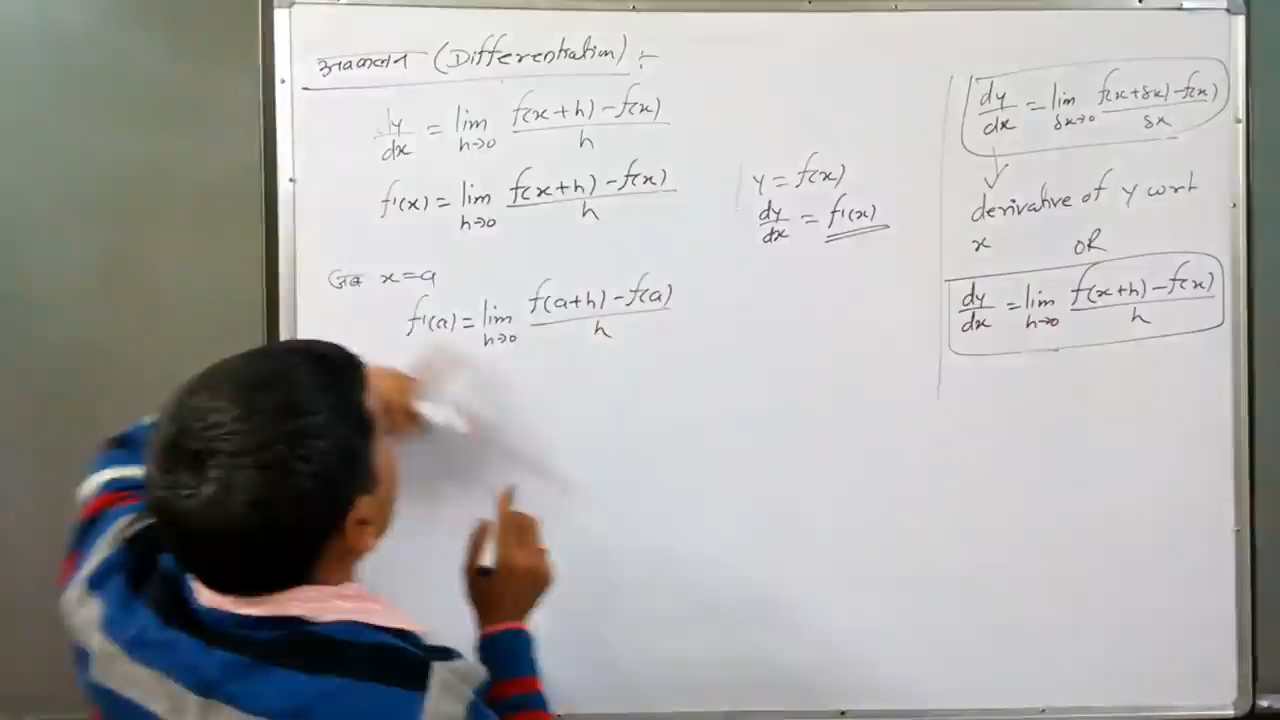 अवकलन (Differentiation) :-
dy/dx = lim h→0 f(x+h) - f(x) / h
f'(x) = lim h→0 f(x+h) - f(x) / h
जब x = a
f'(a) = lim h→0 f(a+h) - f(a) / h
y = f(x)
dy/dx = f'(x)
dy/dx = lim δx→0 f(x+δx) - f(x) / δx
derivative of y wrt
x OR
dy/dx = lim h→0 f(x+h) - f(x) / h